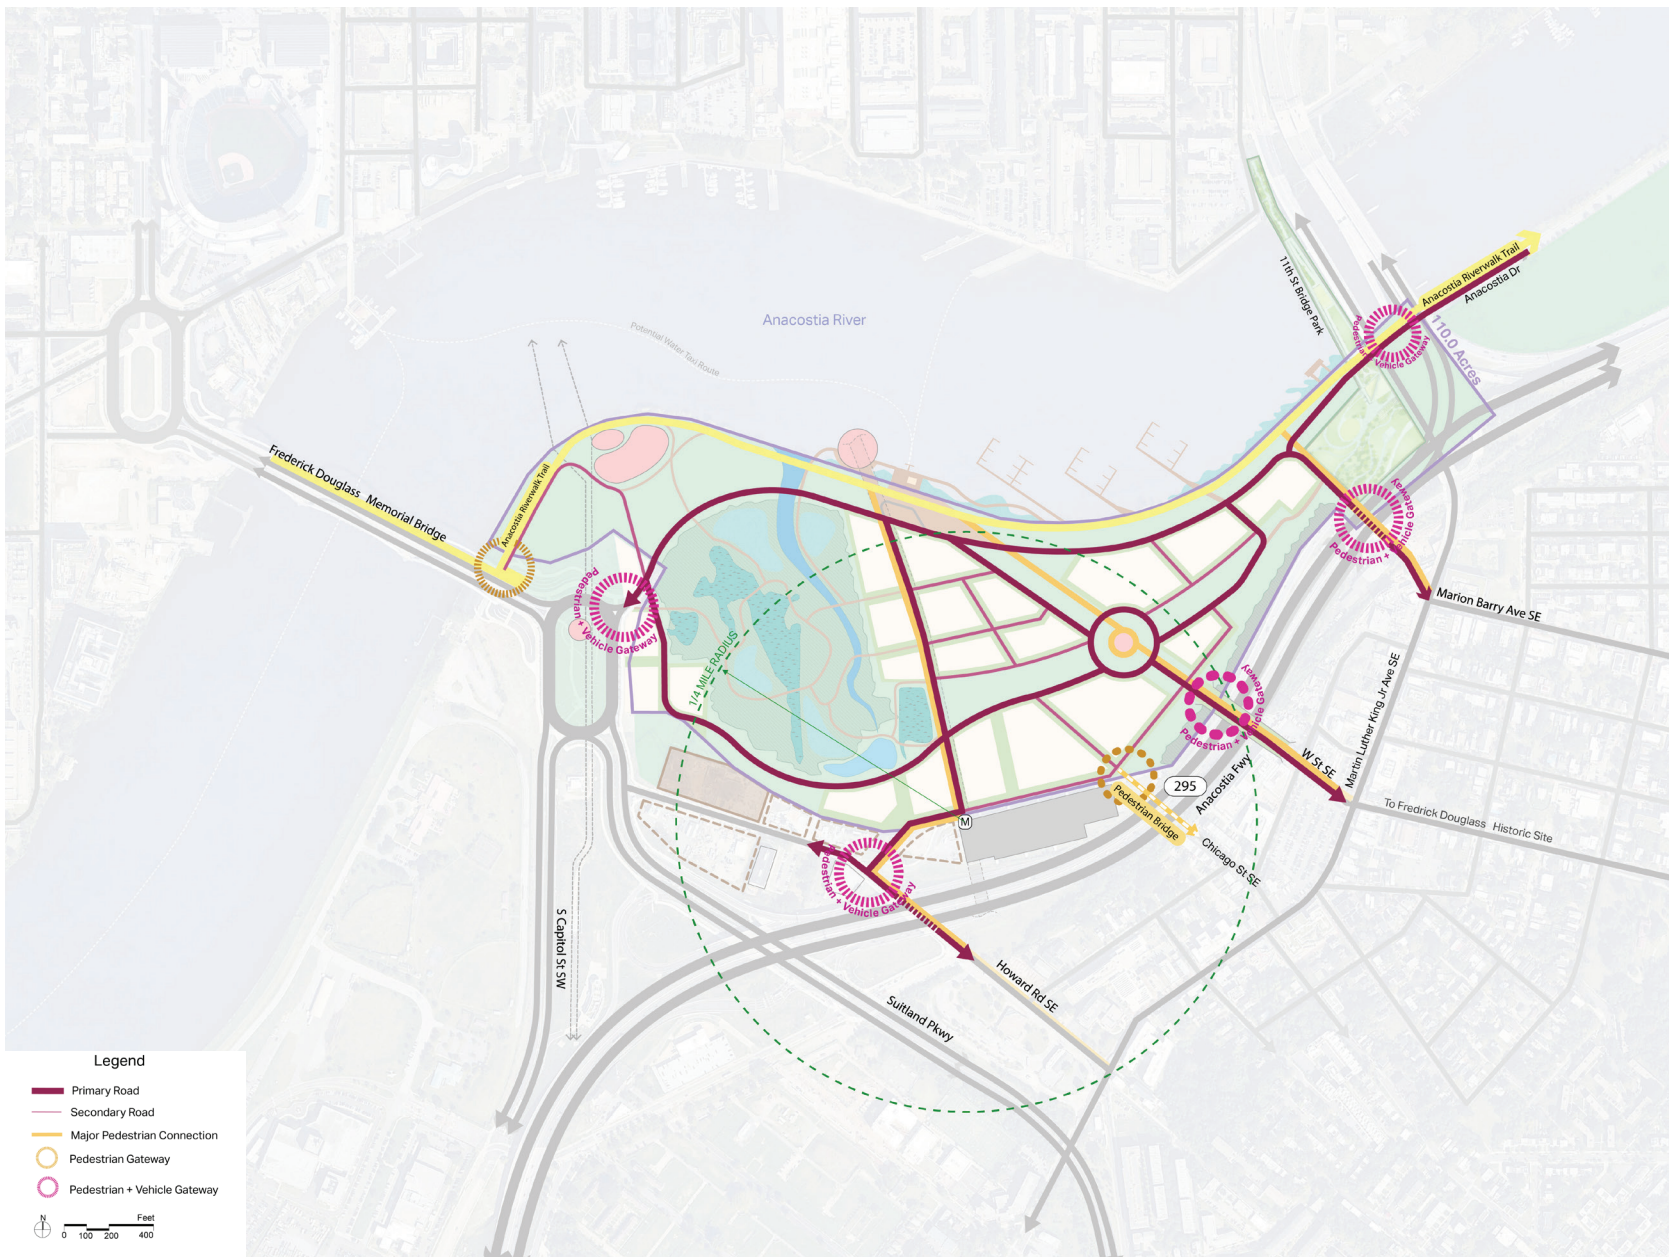 Anacostia Riverwalk Trail
Anacostia Dr
11th St Bridge Park
Pedestrian + Vehicle Gateway
110.0 Acres
Anacostia River
Potential Water Taxi Route
Frederick Douglass Memorial Bridge
Anacostia Riverwalk Trail
Pedestrian + Vehicle Gateway
Pedestrian + Vehicle Gateway
Marion Barry Ave SE
1/4 MILE RADIUS
Pedestrian + Vehicle Gateway
Martin Luther King Jr Ave SE
W St SE
Anacostia Fwy
295
Pedestrian Bridge
To Fredrick Douglass Historic Site
M
Chicago St SE
Pedestrian + Vehicle Gateway
S Capitol St SW
Howard Rd SE
Suitland Pkwy
Legend
Primary Road
Secondary Road
Major Pedestrian Connection
Pedestrian Gateway
Pedestrian + Vehicle Gateway
N
Feet
0 100 200 400